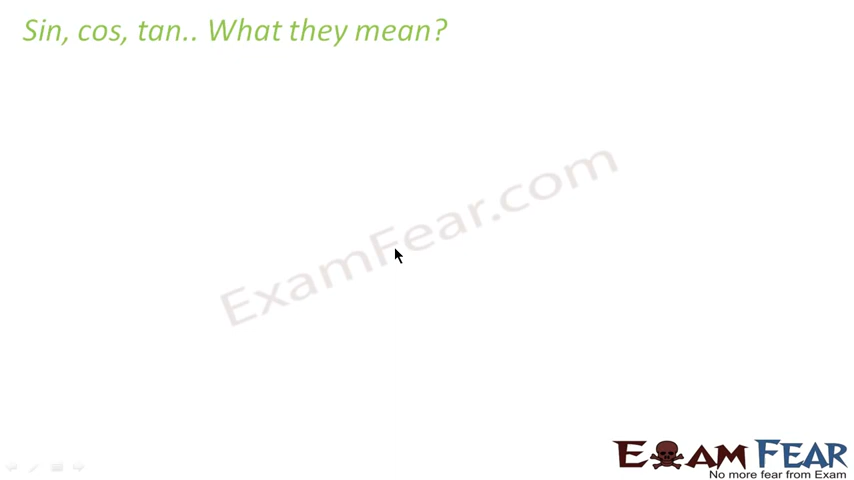 Sin, cos, tan.. What they mean?
ExamFear.com
EXAM FEAR
No more fear from Exam